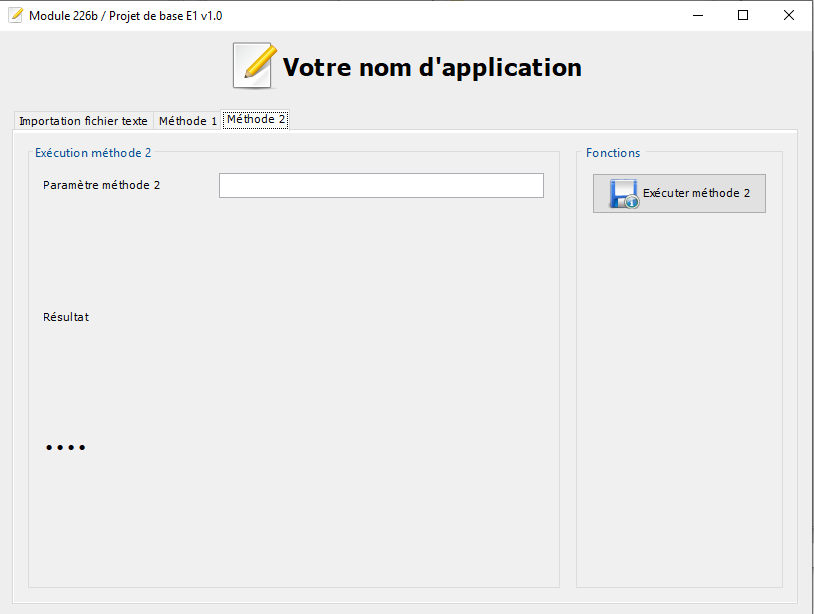 Module 226b / Projet de base E1 v1.0
Votre nom d'application
Importation fichier texte
Méthode 1
Méthode 2
Exécution méthode 2
Fonctions
Paramètre méthode 2
Exécuter méthode 2
Résultat
••••